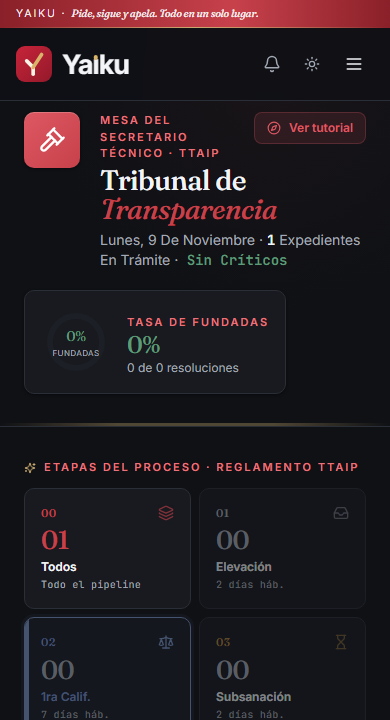 YAIKU · Pide, sigue y apela. Todo en un solo lugar.
Yaiku
MESA DEL
SECRETARIO
TÉCNICO · TTAIP
Ver tutorial
Tribunal de
Transparencia
Lunes, 9 De Noviembre · 1 Expedientes
En Trámite · Sin Críticos
0%
FUNDADAS
TASA DE FUNDADAS
0%
0 de 0 resoluciones
ETAPAS DEL PROCESO · REGLAMENTO TTAIP
00
01
Todos
Todo el pipeline
01
00
Elevación
2 días háb.
02
00
1ra Calif.
7 días háb.
03
00
Subsanación
2 días háb.